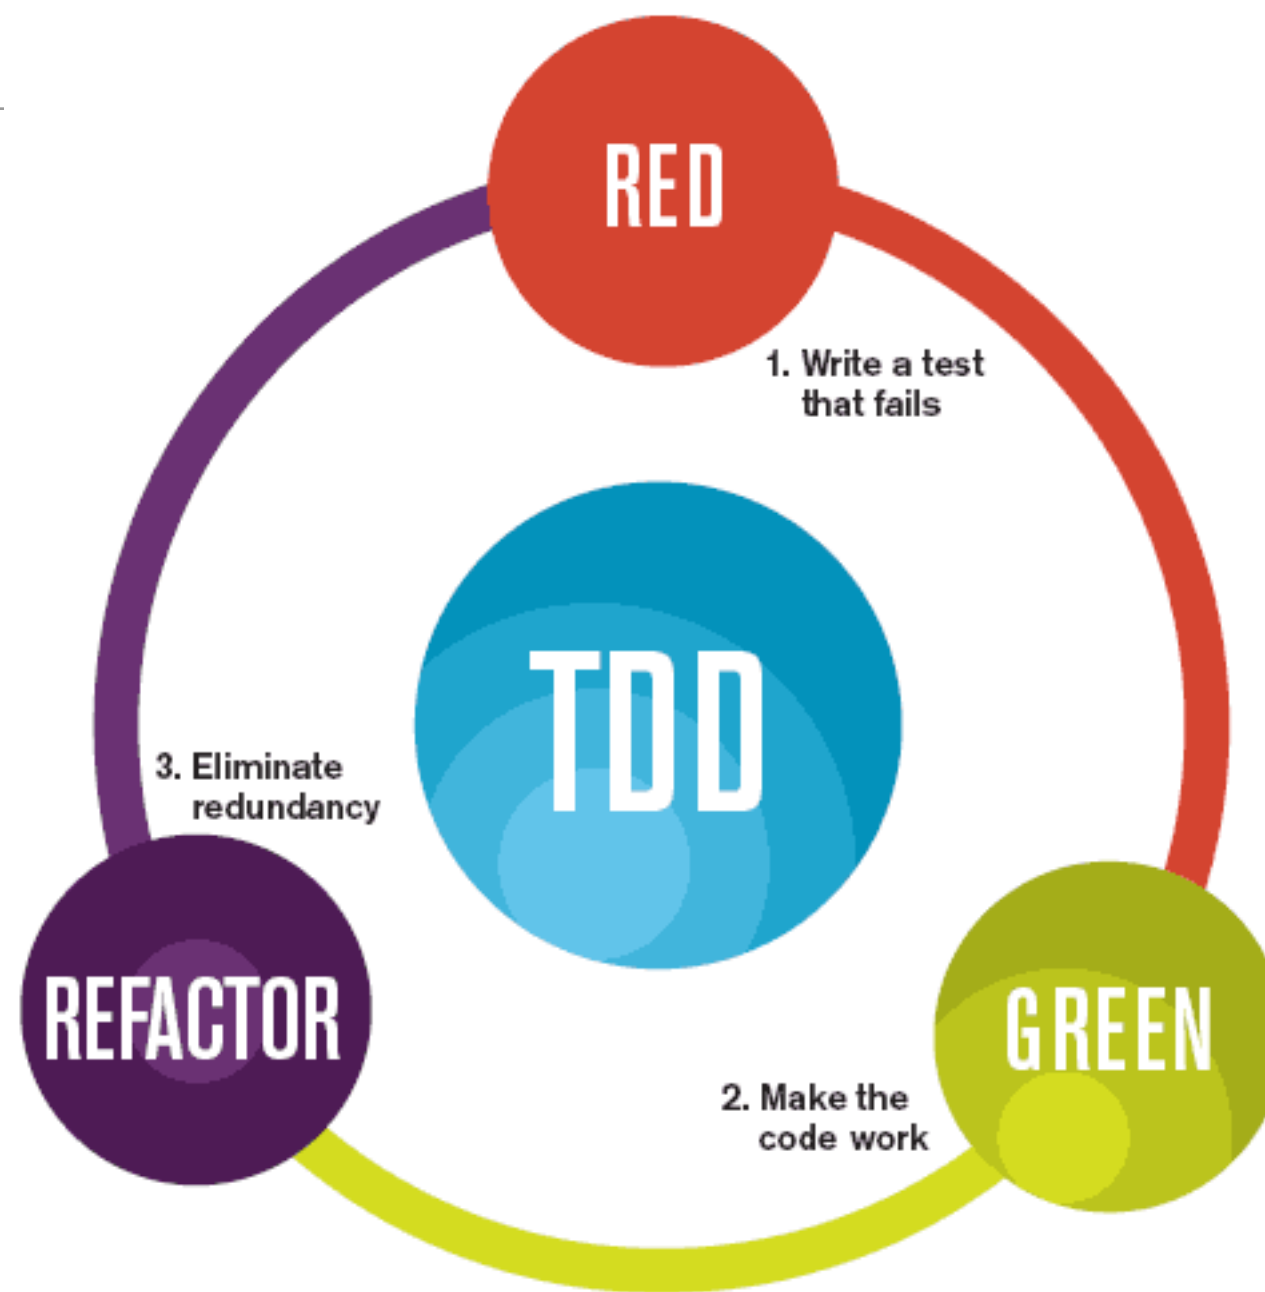 RED
1. Write a test
that fails
TDD
3. Eliminate
redundancy
REFACTOR
GREEN
2. Make the
code work